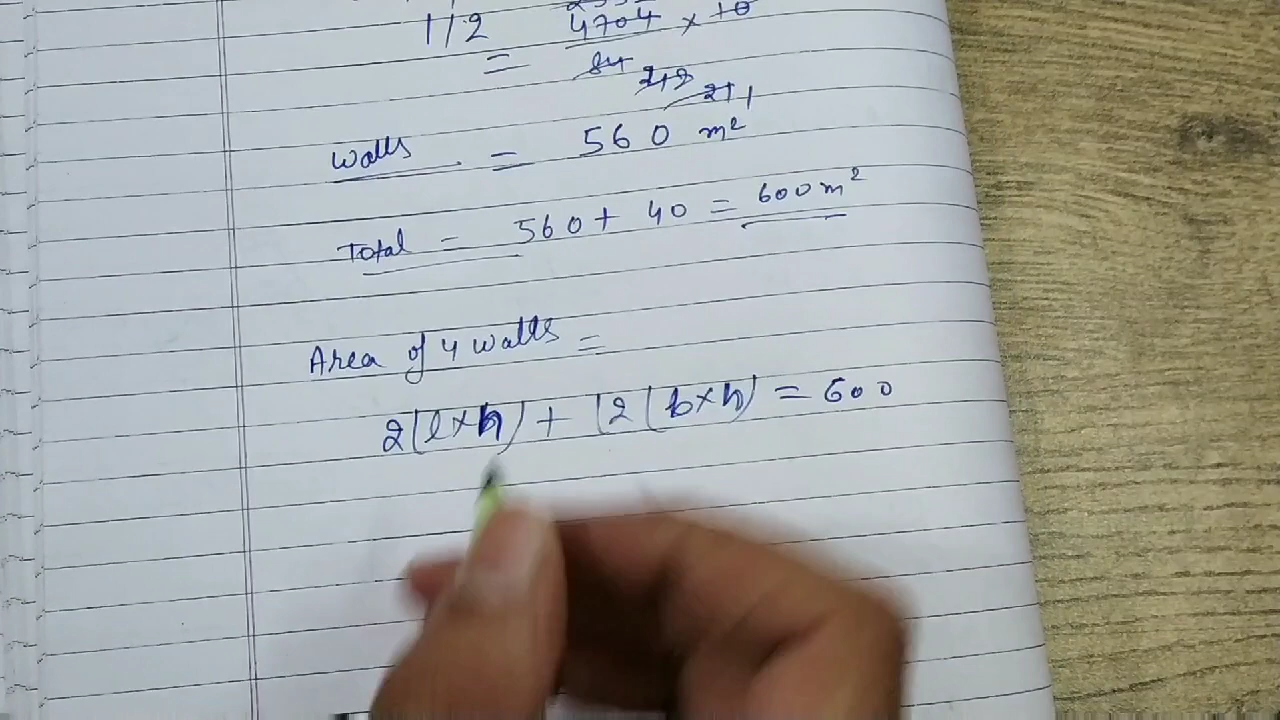 112 4704 × 10
= 84
walls = 560 m²
Total = 560 + 40 = 600 m²
Area of 4 walls =
2(l×h) + (2(b×h) = 600